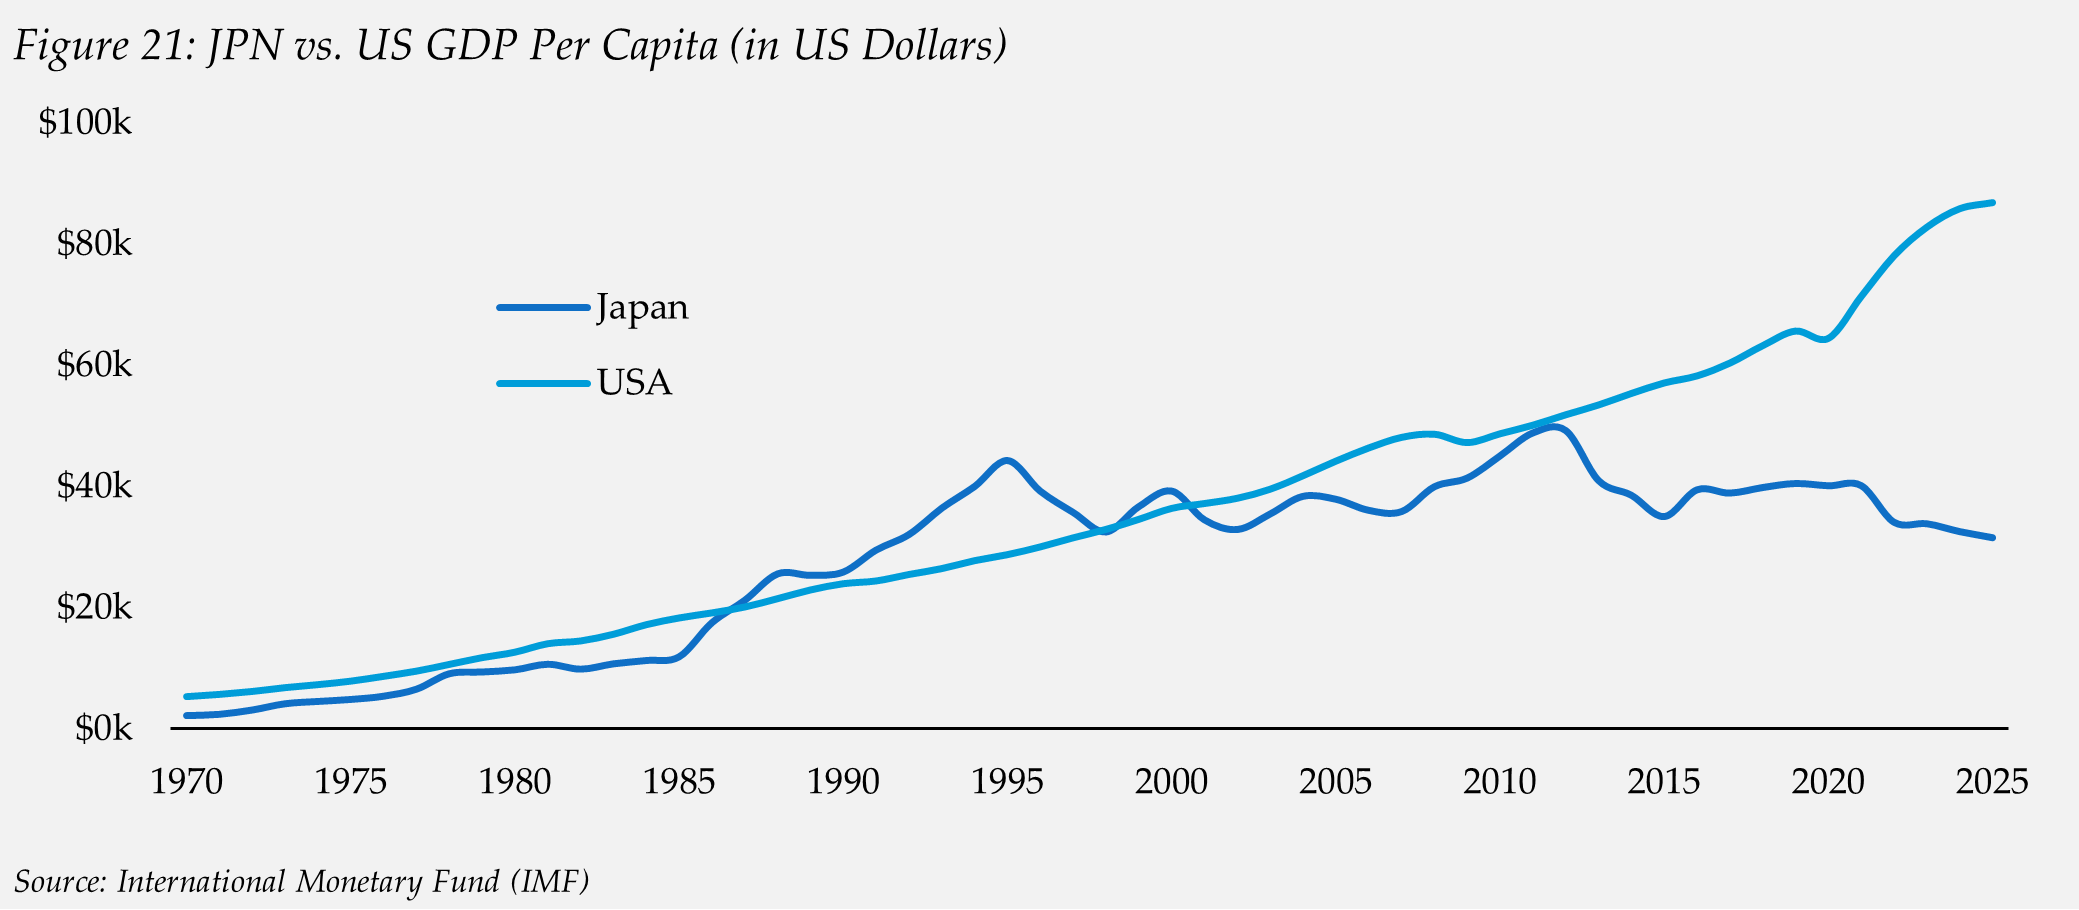 Figure 21: JPN vs. US GDP Per Capita (in US Dollars)
$100k
$80k
$60k
$40k
$20k
$0k
Japan
USA
1970 1975 1980 1985 1990 1995 2000 2005 2010 2015 2020 2025
Source: International Monetary Fund (IMF)